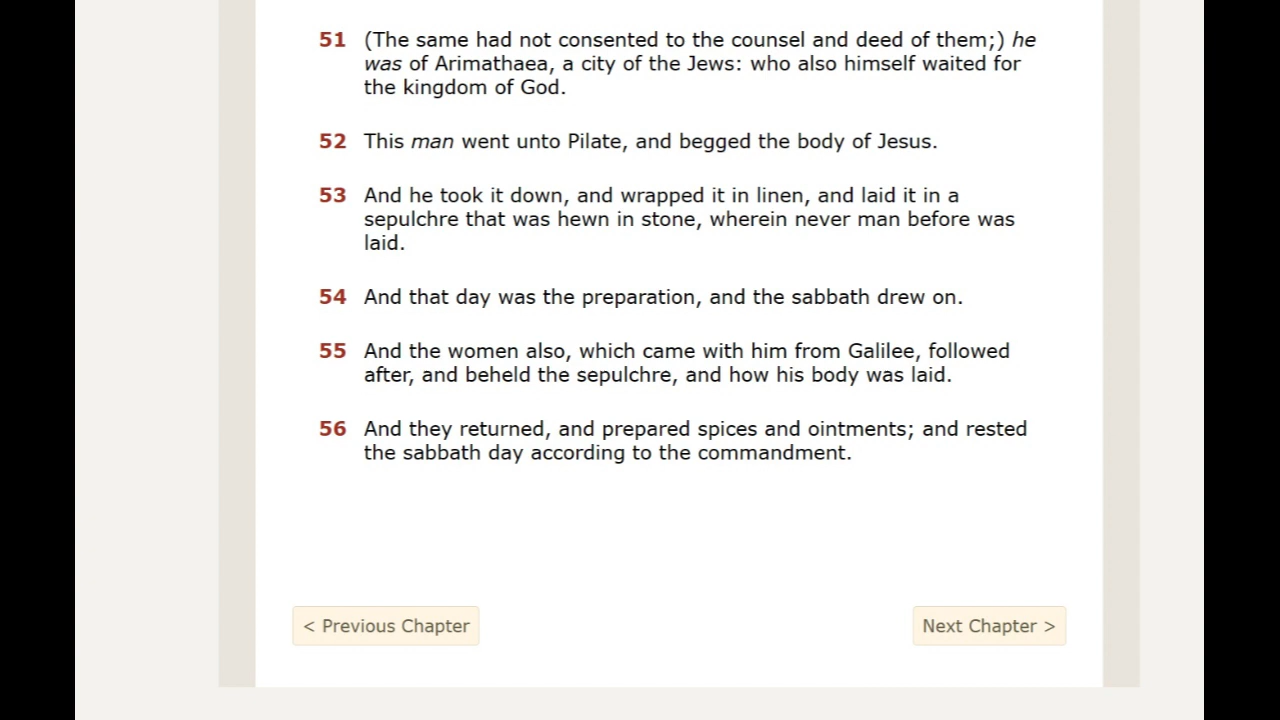 51 (The same had not consented to the counsel and deed of them;) he
was of Arimathaea, a city of the Jews: who also himself waited for
the kingdom of God.
52 This man went unto Pilate, and begged the body of Jesus.
53 And he took it down, and wrapped it in linen, and laid it in a
sepulchre that was hewn in stone, wherein never man before was
laid.
54 And that day was the preparation, and the sabbath drew on.
55 And the women also, which came with him from Galilee, followed
after, and beheld the sepulchre, and how his body was laid.
56 And they returned, and prepared spices and ointments; and rested
the sabbath day according to the commandment.
< Previous Chapter
Next Chapter >